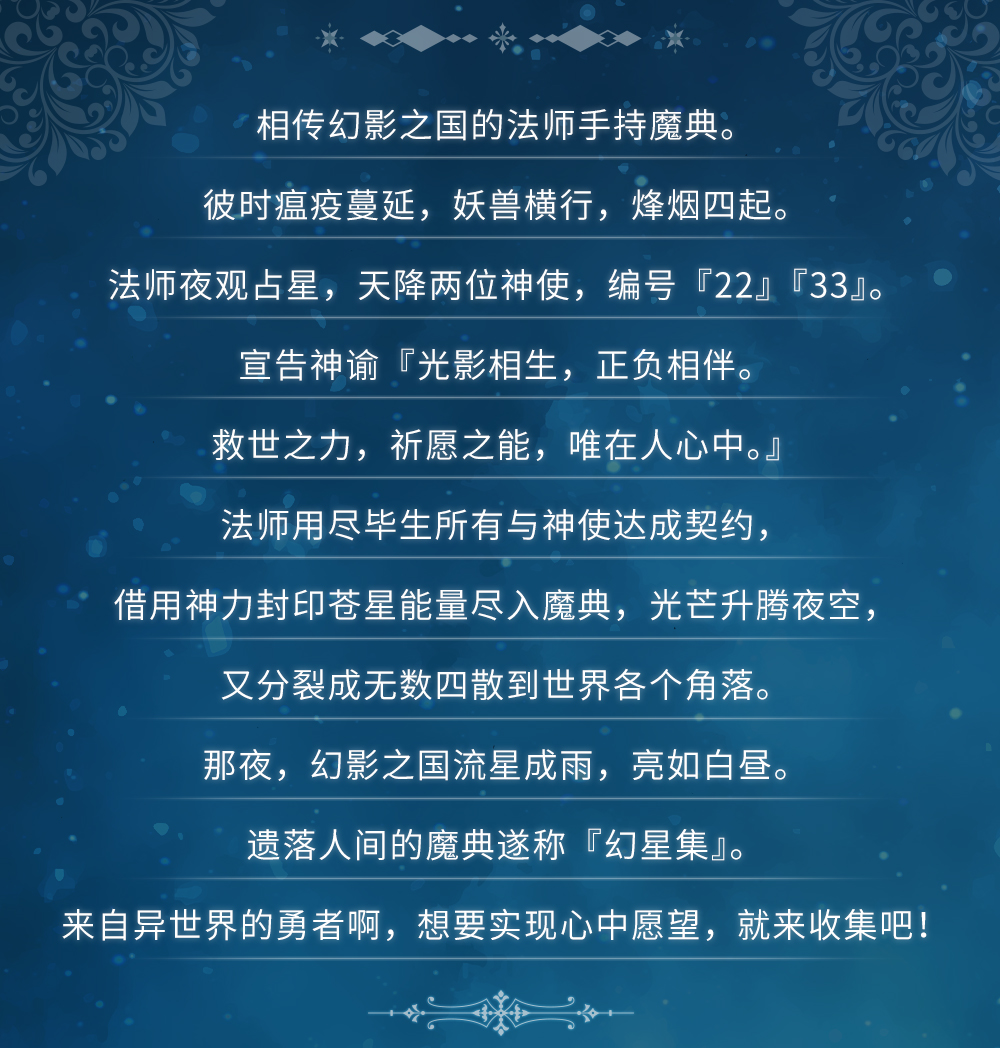 相传幻影之国的法师手持魔典。
彼时瘟疫蔓延，妖兽横行，烽烟四起。
法师夜观占星，天降两位神使，编号『22』『33』。
宣告神谕『光影相生，正负相伴。
救世之力，祈愿之能，唯在人心中。』
法师用尽毕生所有与神使达成契约，
借用神力封印苍星能量尽入魔典，光芒升腾夜空，
又分裂成无数四散到世界各个角落。
那夜，幻影之国流星成雨，亮如白昼。
遗落人间的魔典遂称『幻星集』。
来自异世界的勇者啊，想要实现心中愿望，就来收集吧！